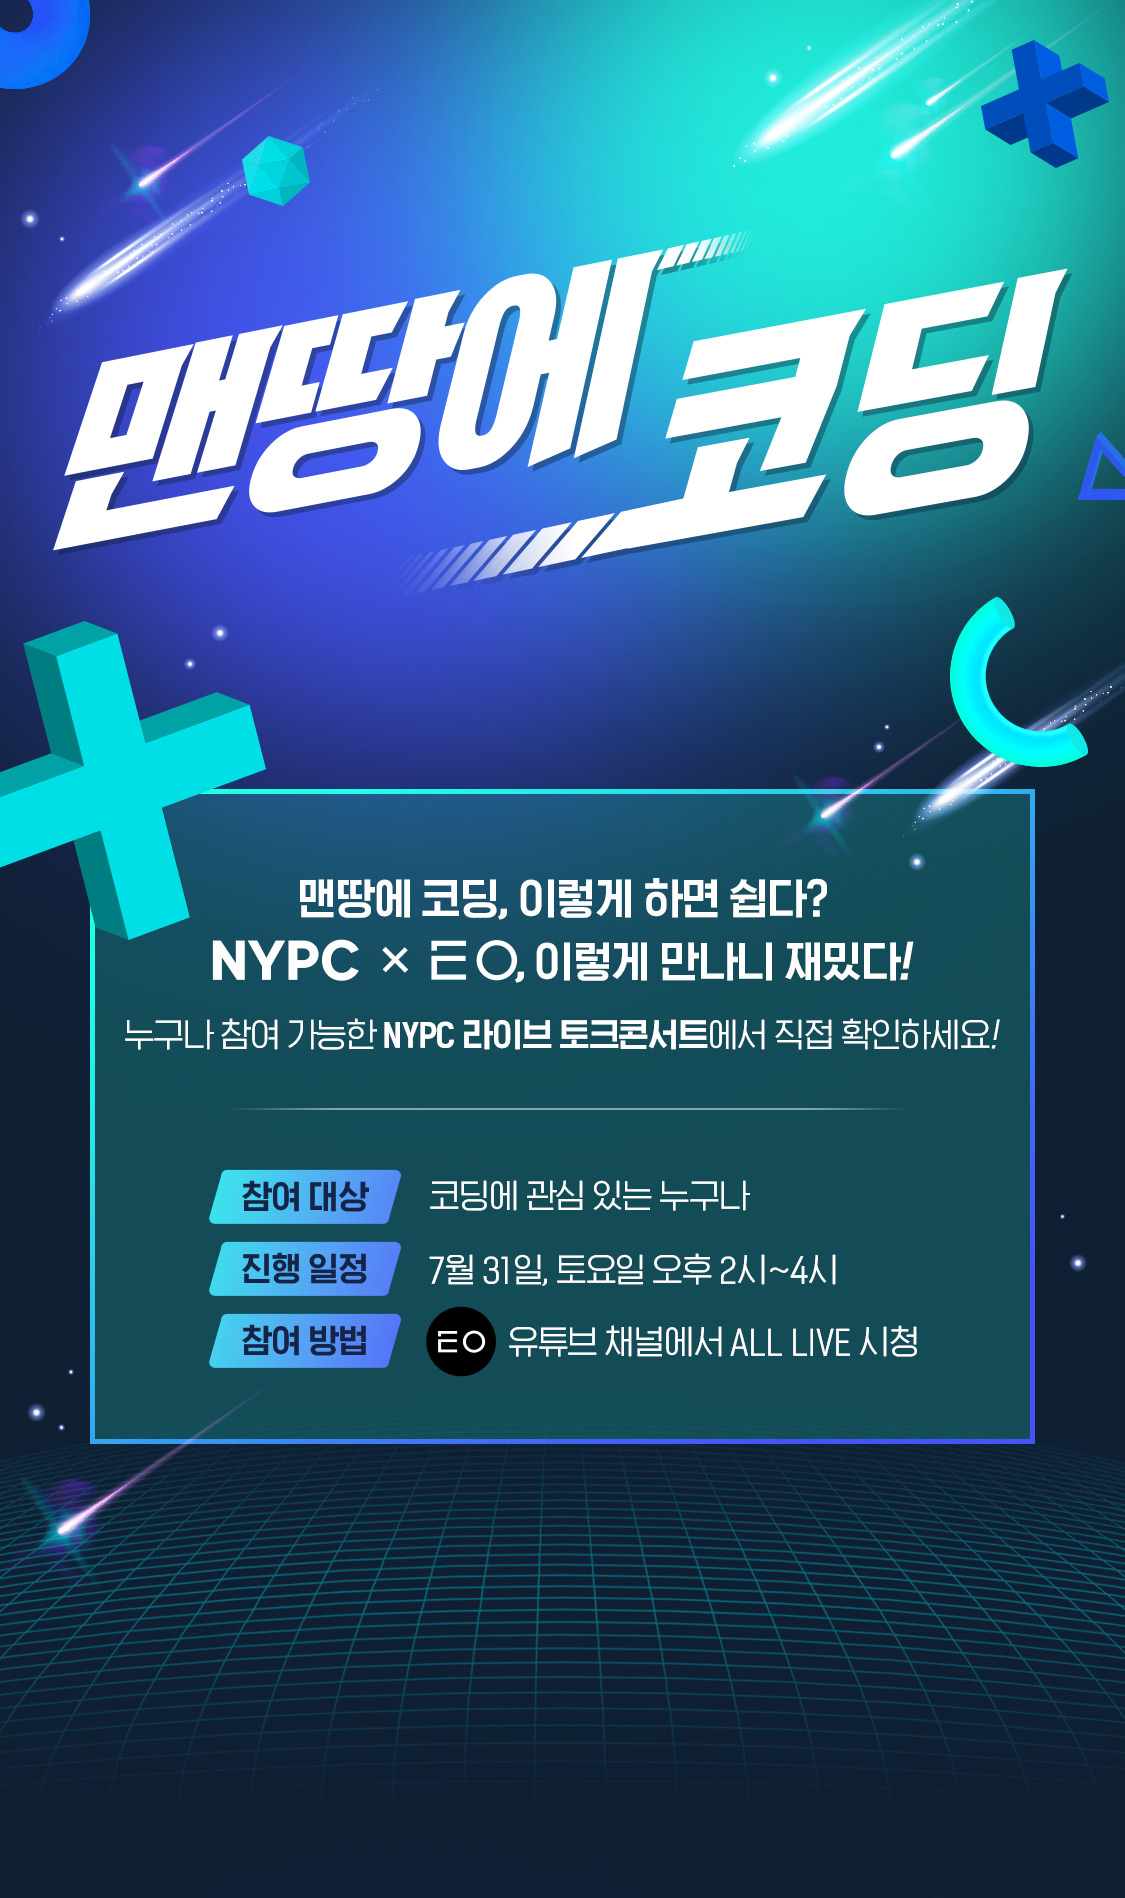 맨땅에 코딩
맨땅에 코딩, 이렇게 하면 쉽다?
NYPC × EO, 이렇게 만나니 재밌다!
누구나 참여 가능한 NYPC 라이브 토크콘서트에서 직접 확인하세요!
참여 대상 코딩에 관심 있는 누구나
진행 일정 7월 31일, 토요일 오후 2시~4시
참여 방법 EO 유튜브 채널에서 ALL LIVE 시청